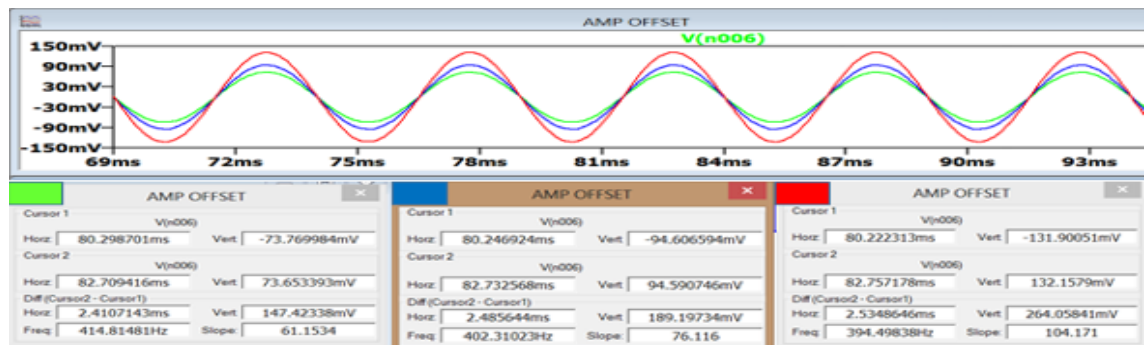 AMP OFFSET
V(n006)
150mV
90mV
30mV
-30mV
-90mV
-150mV
69ms 72ms 75ms 78ms 81ms 84ms 87ms 90ms 93ms
AMP OFFSET
Cursor 1
V(n006)
Horz: 80.298701ms Vert: -73.769984mV
Cursor 2
V(n006)
Horz: 82.709416ms Vert: 73.653393mV
Diff (Cursor2 - Cursor1)
Horz: 2.4107143ms Vert: 147.42338mV
Freq: 414.81481Hz Slope: 61.1534
AMP OFFSET
Cursor 1
V(n006)
Horz: 80.246924ms Vert: -94.606594mV
Cursor 2
V(n006)
Horz: 82.732568ms Vert: 94.590746mV
Diff (Cursor2 - Cursor1)
Horz: 2.485644ms Vert: 189.19734mV
Freq: 402.31023Hz Slope: 76.116
AMP OFFSET
Cursor 1
V(n006)
Horz: 80.222313ms Vert: -131.90051mV
Cursor 2
V(n006)
Horz: 82.757178ms Vert: 132.1579mV
Diff (Cursor2 - Cursor1)
Horz: 2.5348646ms Vert: 264.05841mV
Freq: 394.49838Hz Slope: 104.171